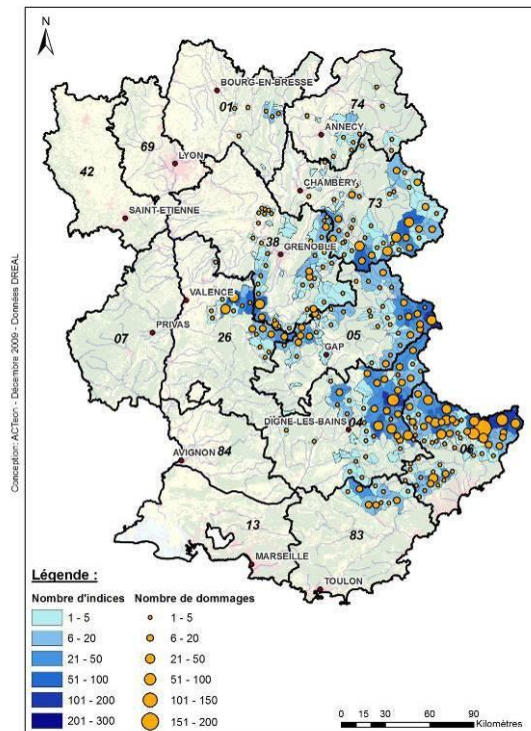 N
BOURG-EN-BRESSE
01
74
ANNECY
69
42
LYON
CHAMBÉRY
73
SAINT-ETIENNE
38
GRENOBLE
VALENCE
07
PRIVAS
26
05
GAP
DIGNE-LES-BAINS
04
06
84
AVIGNON
13
83
MARSEILLE
TOULON
Conception: ACTeon - Décembre 2009 - Données DREAL
Légende :
Nombre d'indices
1 - 5
6 - 20
21 - 50
51 - 100
101 - 200
201 - 300
Nombre de dommages
1 - 5
6 - 20
21 - 50
51 - 100
101 - 150
151 - 200
0 15 30 60 90
Kilomètres